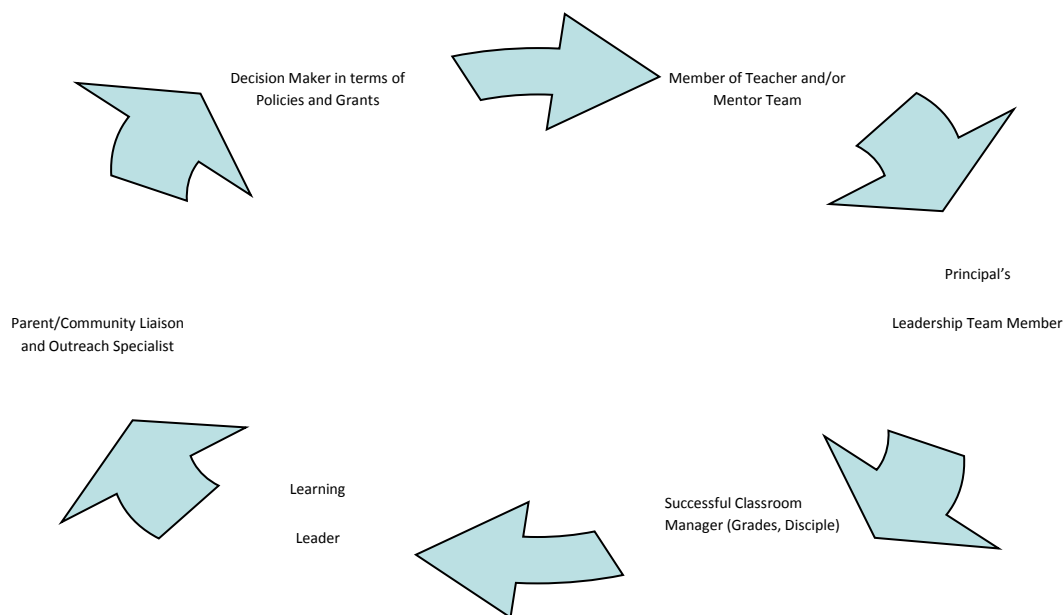 Decision Maker in terms of
Policies and Grants
Member of Teacher and/or
Mentor Team
Principal’s
Leadership Team Member
Successful Classroom
Manager (Grades, Disciple)
Learning
Leader
Parent/Community Liaison
and Outreach Specialist